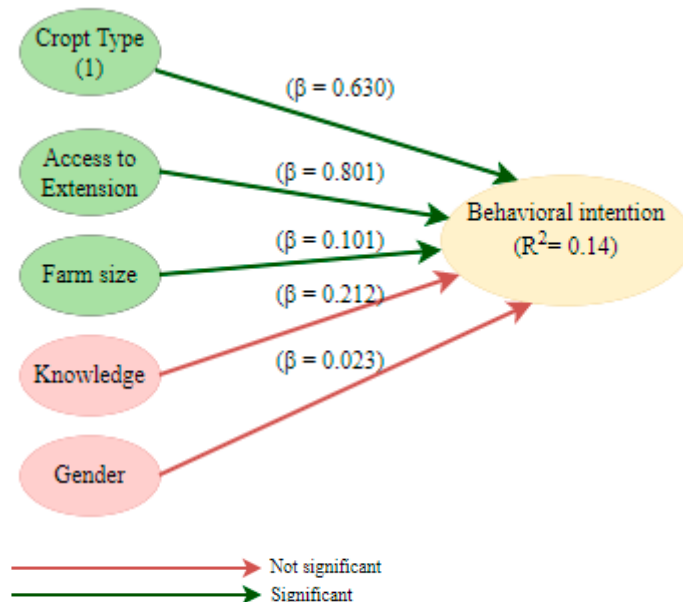 Cropt Type
(1)
(β = 0.630)
Access to
Extension
(β = 0.801)
Behavioral intention
(R²= 0.14)
Farm size
(β = 0.101)
(β = 0.212)
Knowledge
(β = 0.023)
Gender
Not significant
Significant